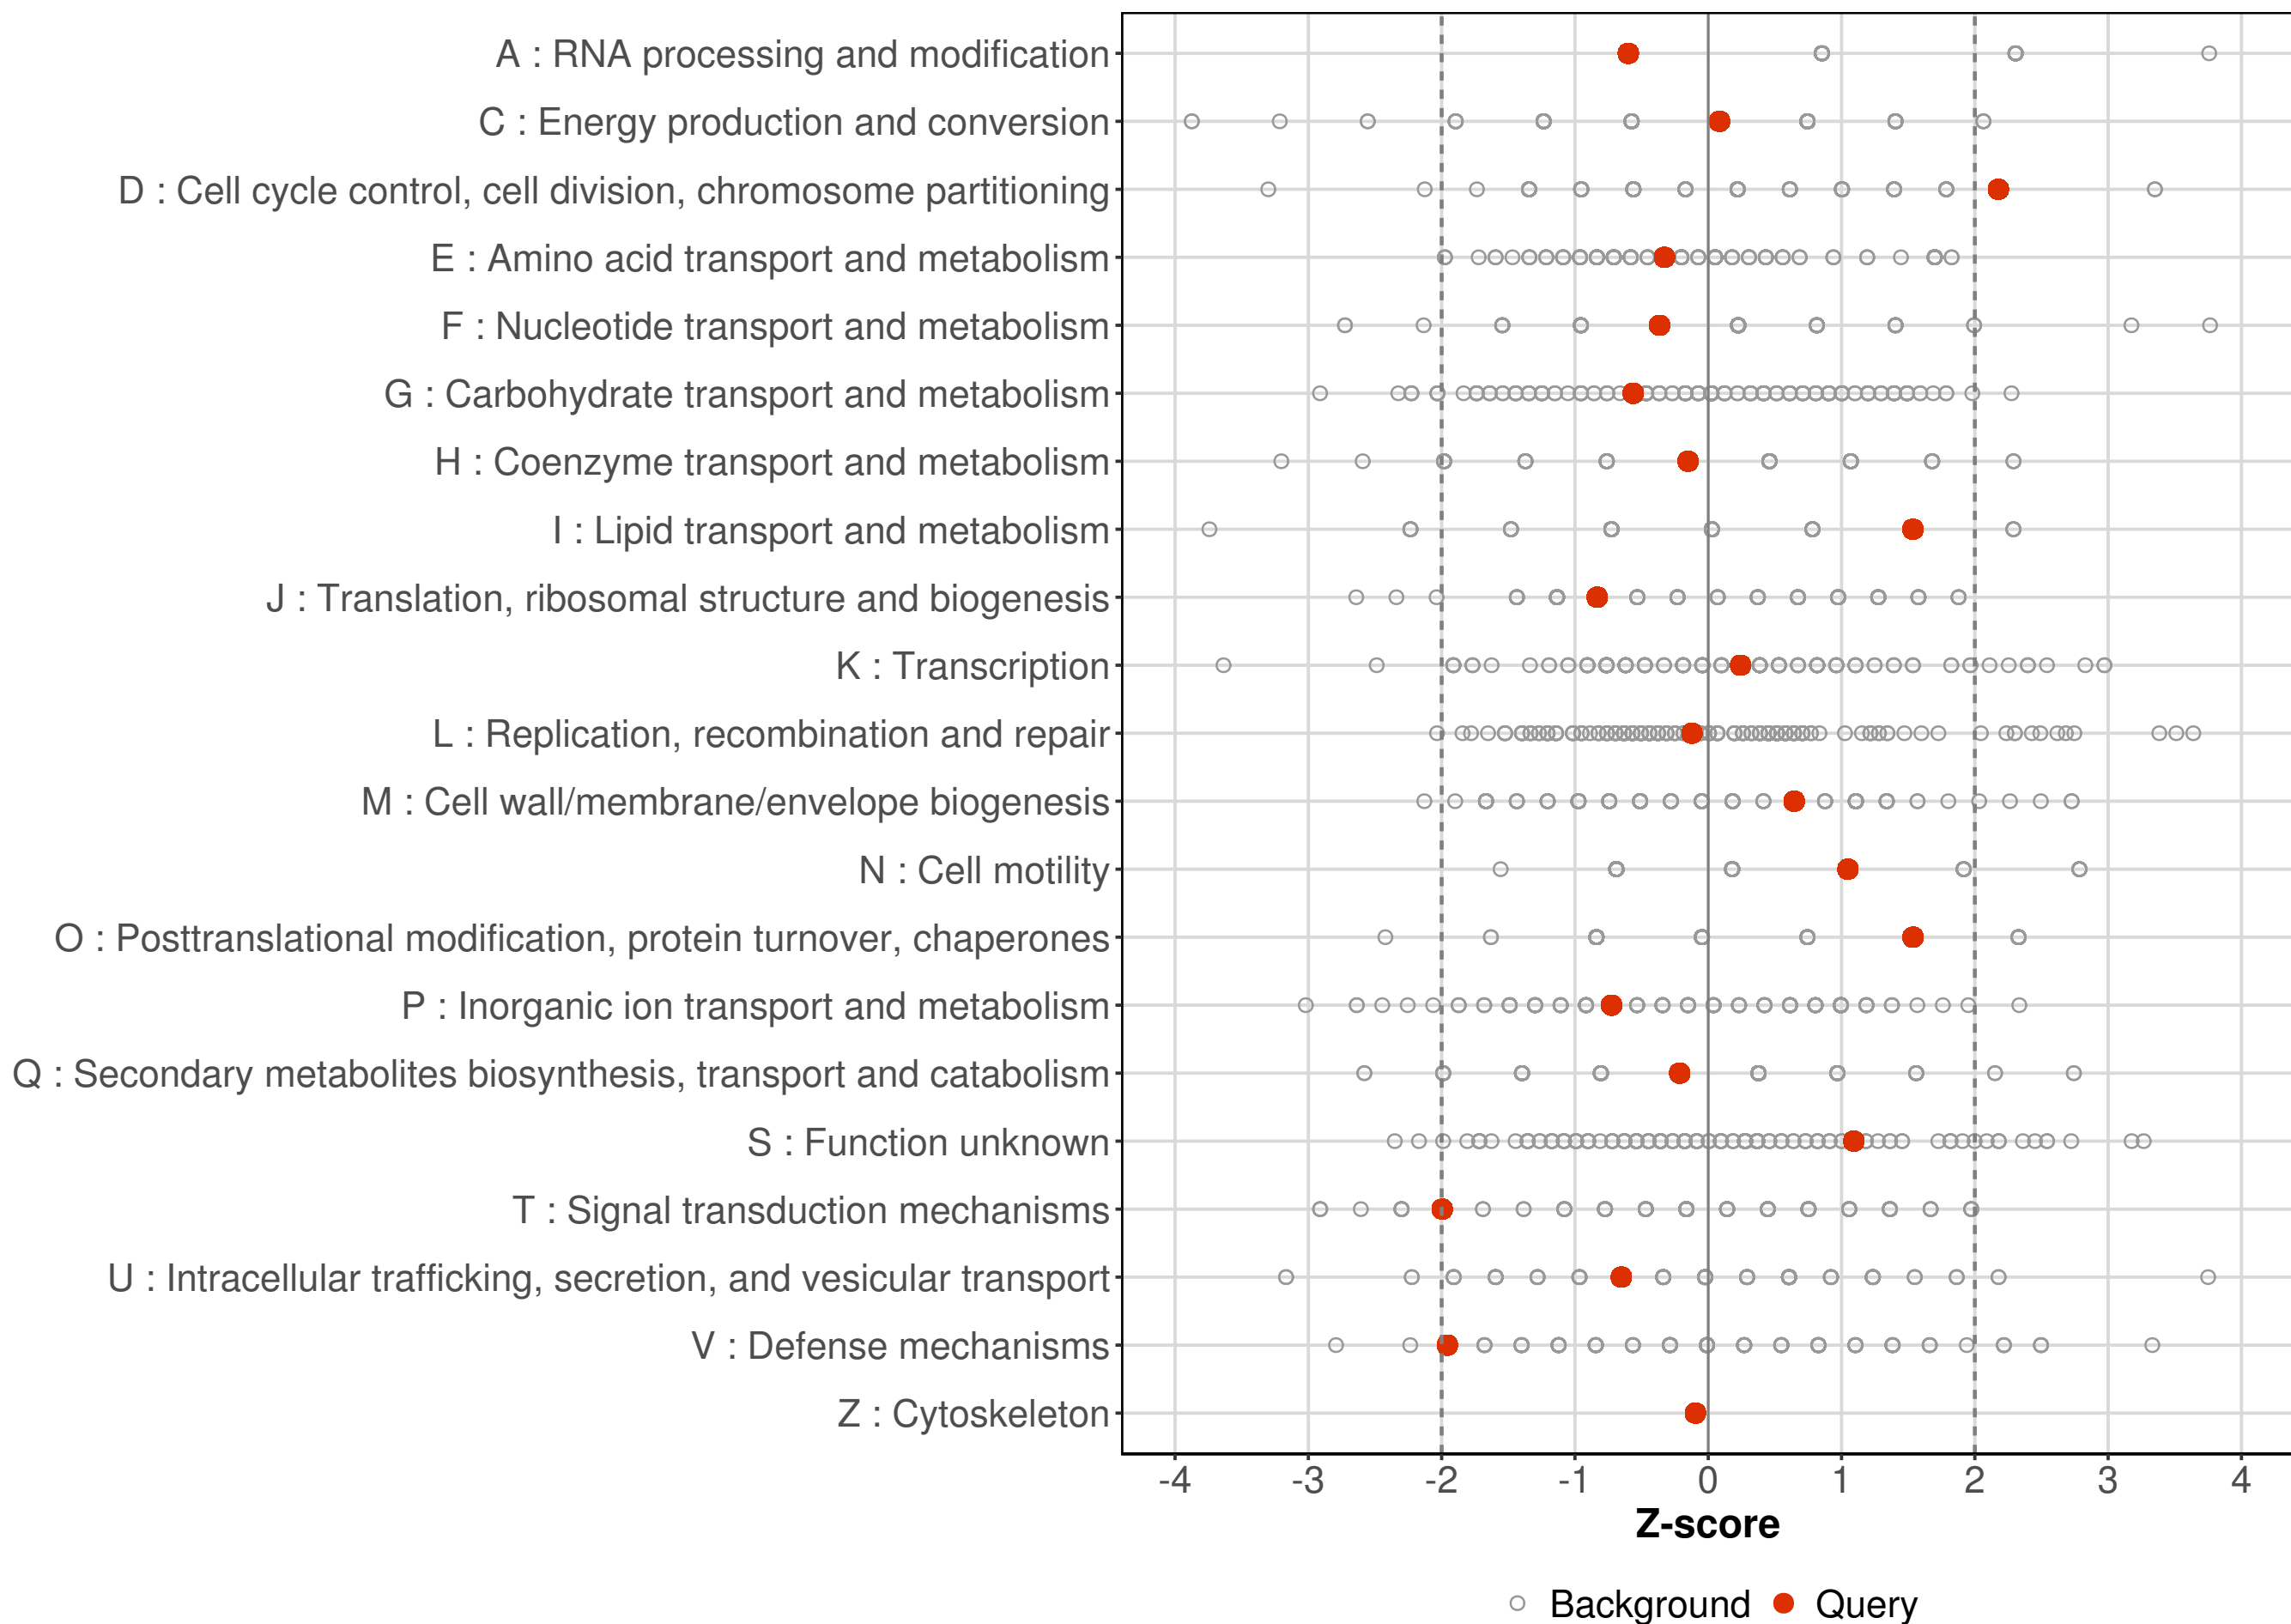 A : RNA processing and modification
C : Energy production and conversion
D : Cell cycle control, cell division, chromosome partitioning
E : Amino acid transport and metabolism
F : Nucleotide transport and metabolism
G : Carbohydrate transport and metabolism
H : Coenzyme transport and metabolism
I : Lipid transport and metabolism
J : Translation, ribosomal structure and biogenesis
K : Transcription
L : Replication, recombination and repair
M : Cell wall/membrane/envelope biogenesis
N : Cell motility
O : Posttranslational modification, protein turnover, chaperones
P : Inorganic ion transport and metabolism
Q : Secondary metabolites biosynthesis, transport and catabolism
S : Function unknown
T : Signal transduction mechanisms
U : Intracellular trafficking, secretion, and vesicular transport
V : Defense mechanisms
Z : Cytoskeleton
-4 -3 -2 -1 0 1 2 3 4
Z-score
Background Query